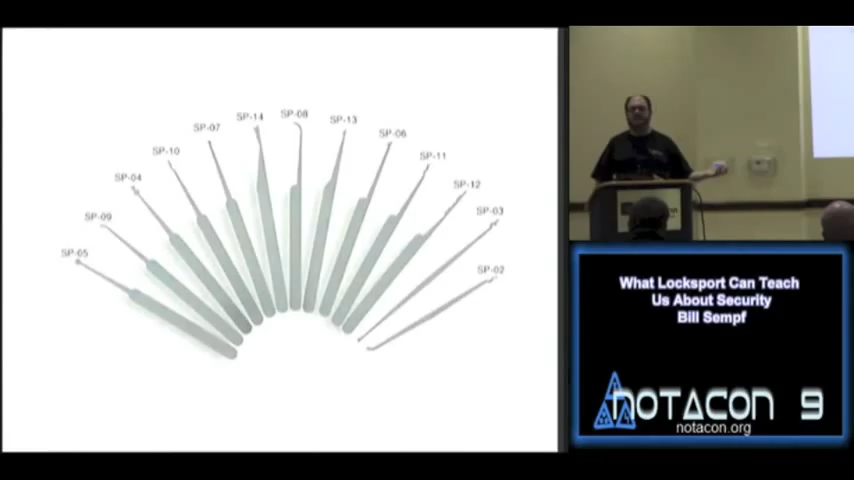 SP-14
SP-08
SP-13
SP-07
SP-06
SP-10
SP-11
SP-04
SP-12
SP-09
SP-03
SP-05
SP-02
What Locksport Can Teach
Us About Security
Bill Sempf
NOTACON 9
notacon.org